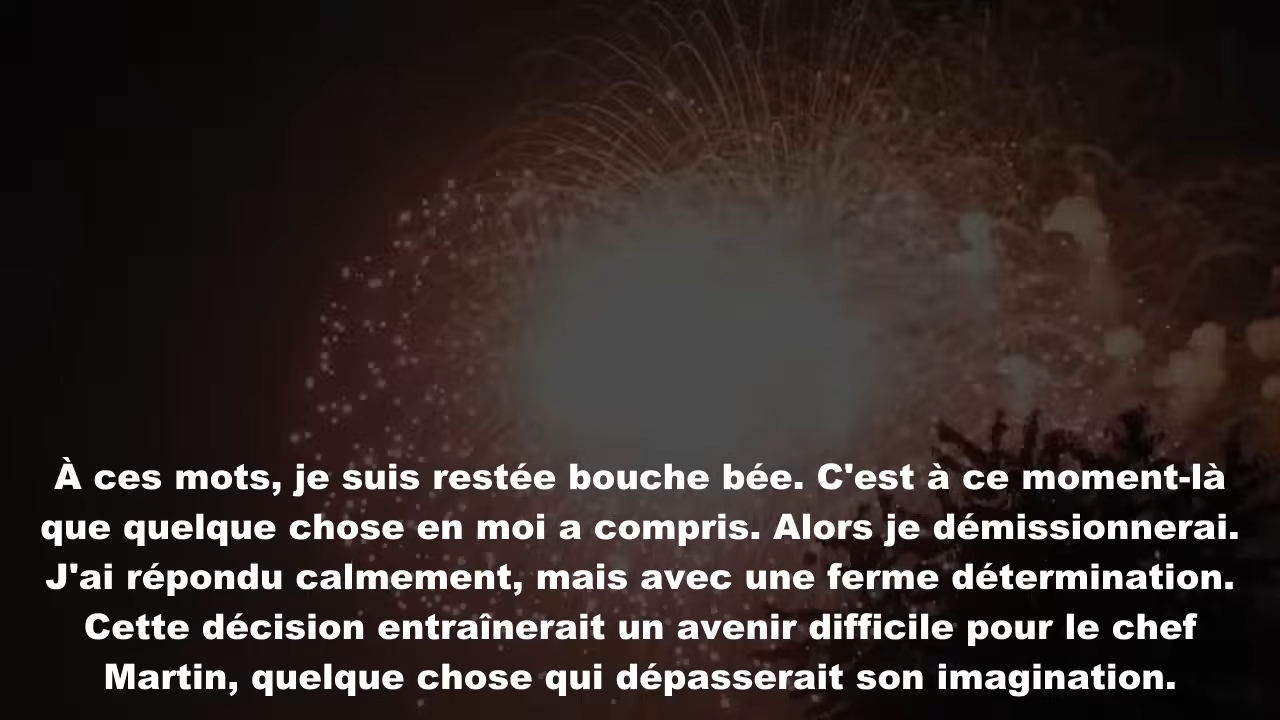 À ces mots, je suis restée bouche bée. C'est à ce moment-là
que quelque chose en moi a compris. Alors je démissionnerai.
J'ai répondu calmement, mais avec une ferme détermination.
Cette décision entraînerait un avenir difficile pour le chef
Martin, quelque chose qui dépasserait son imagination.